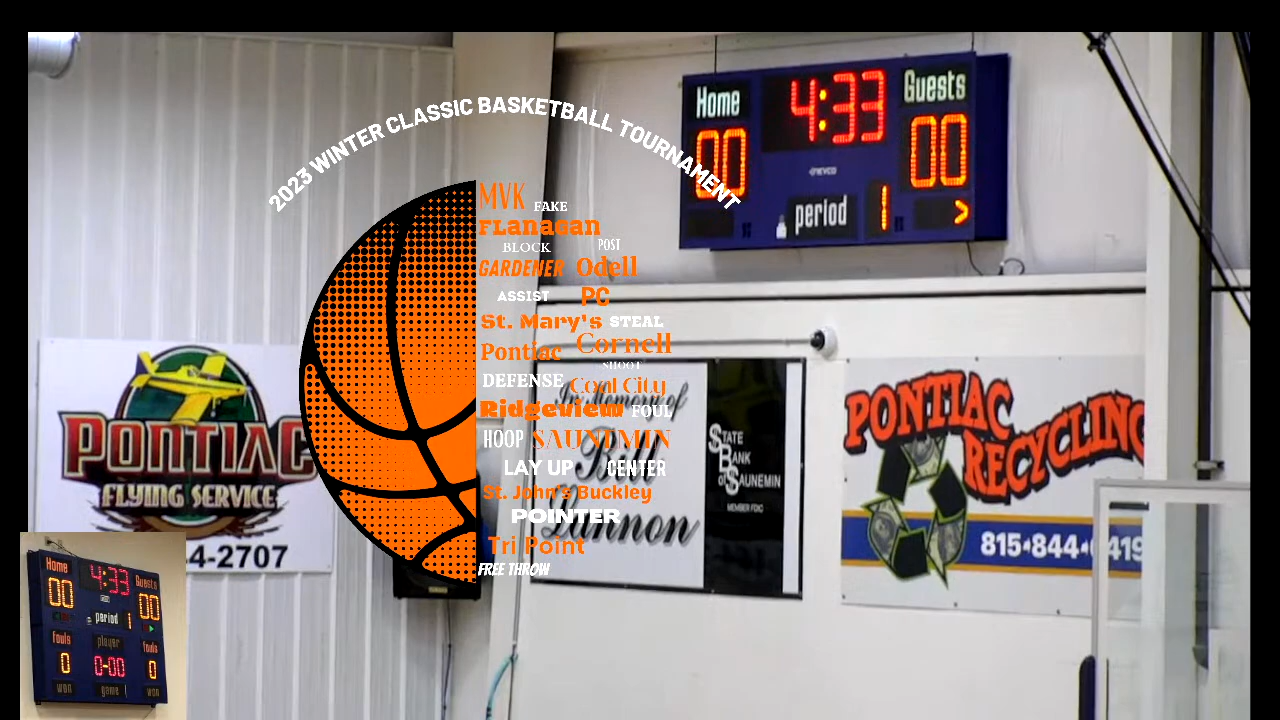 2023 WINTER CLASSIC BASKETBALL TOURNAMENT
Home 4:33 Guests
00 00
NEVCO
period 1 >
MVK FAKE
FLanagan
BLOCK POST
GARDENER Odell
ASSIST PC
St. Mary's STEAL
Pontiac Cornell
SHOOT
DEFENSE Coal City
Ridgeview FOUL
HOOP SAUNEMIN
LAY UP CENTER
St. John's Buckley
POINTER
Tri Point
FREE THROW
PONTIAC
FLYING SERVICE
4-2707
In Memory of
Bill
Lannon
STATE
BANK
of SAUNEMIN
MEMBER FDIC
PONTIAC
RECYCLING
815•844• 419
Home 4:33 Guests
00 00
period 1
fouls player fouls
0 0-00 0
won game won